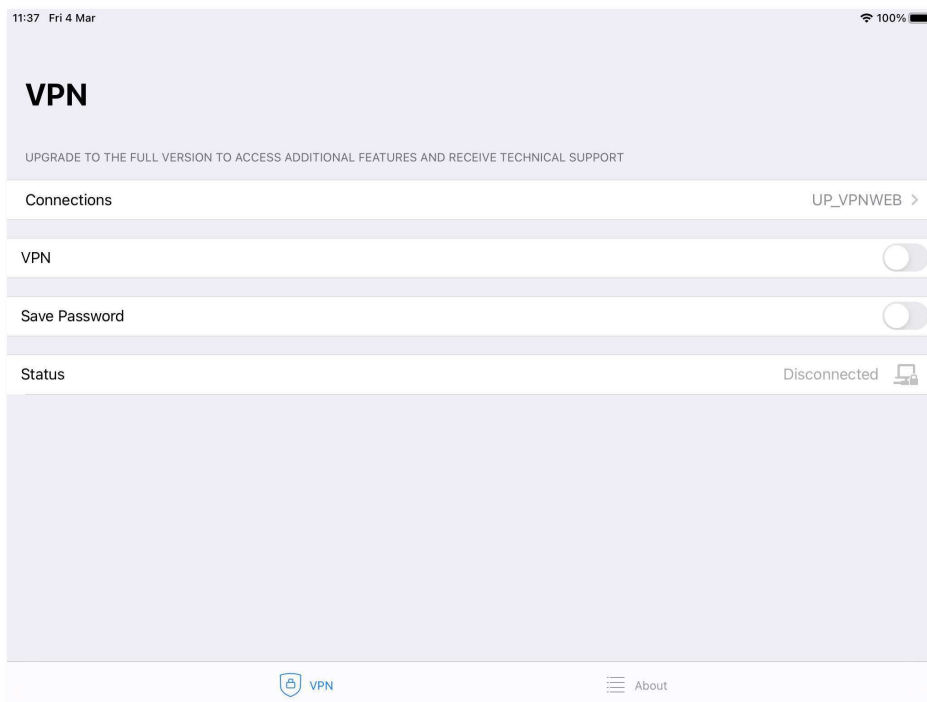 11:37 Fri 4 Mar 100%
VPN
UPGRADE TO THE FULL VERSION TO ACCESS ADDITIONAL FEATURES AND RECEIVE TECHNICAL SUPPORT
Connections UP_VPNWEB >
VPN
Save Password
Status Disconnected
VPN About